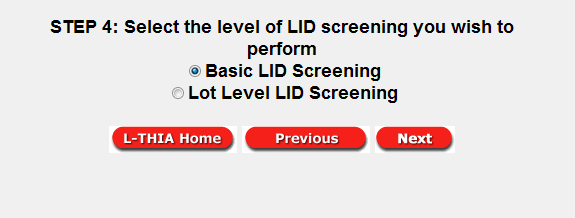 STEP 4: Select the level of LID screening you wish to
perform
Basic LID Screening
Lot Level LID Screening
L-THIA Home Previous Next